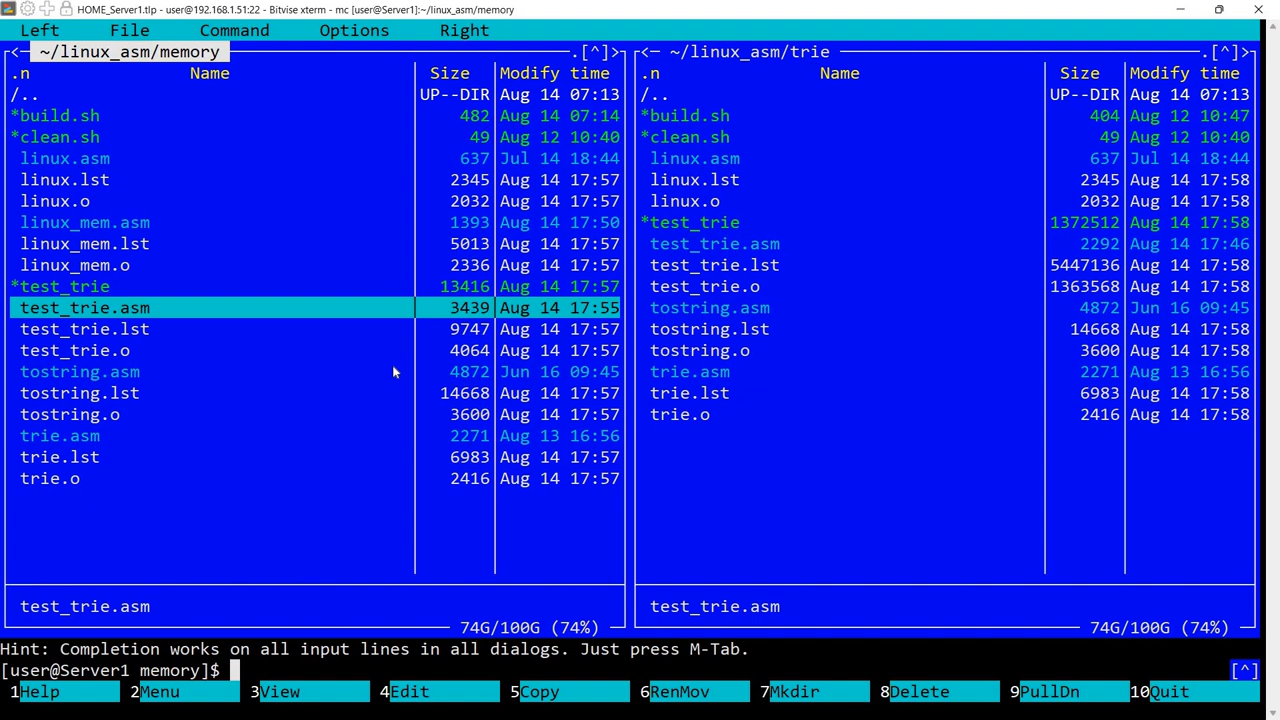 HOME_Server1.tlp - user@192.168.1.51:22 - Bitvise xterm - mc [user@Server1]:~/linux_asm/memory
Left File Command Options Right
<- ~/linux_asm/memory .[^]>
.n Name Size Modify time
/.. UP--DIR Aug 14 07:13
*build.sh 482 Aug 14 07:14
*clean.sh 49 Aug 12 10:40
linux.asm 637 Jul 14 18:44
linux.lst 2345 Aug 14 17:57
linux.o 2032 Aug 14 17:57
linux_mem.asm 1393 Aug 14 17:50
linux_mem.lst 5013 Aug 14 17:57
linux_mem.o 2336 Aug 14 17:57
*test_trie 13416 Aug 14 17:57
test_trie.asm 3439 Aug 14 17:55
test_trie.lst 9747 Aug 14 17:57
test_trie.o 4064 Aug 14 17:57
tostring.asm 4872 Jun 16 09:45
tostring.lst 14668 Aug 14 17:57
tostring.o 3600 Aug 14 17:57
trie.asm 2271 Aug 13 16:56
trie.lst 6983 Aug 14 17:57
trie.o 2416 Aug 14 17:57
test_trie.asm
74G/100G (74%)
<- ~/linux_asm/trie .[^]>
.n Name Size Modify time
/.. UP--DIR Aug 14 07:13
*build.sh 404 Aug 12 10:47
*clean.sh 49 Aug 12 10:40
linux.asm 637 Jul 14 18:44
linux.lst 2345 Aug 14 17:58
linux.o 2032 Aug 14 17:58
*test_trie 1372512 Aug 14 17:58
test_trie.asm 2292 Aug 14 17:46
test_trie.lst 5447136 Aug 14 17:58
test_trie.o 1363568 Aug 14 17:58
tostring.asm 4872 Jun 16 09:45
tostring.lst 14668 Aug 14 17:58
tostring.o 3600 Aug 14 17:58
trie.asm 2271 Aug 13 16:56
trie.lst 6983 Aug 14 17:58
trie.o 2416 Aug 14 17:58
test_trie.asm
74G/100G (74%)
Hint: Completion works on all input lines in all dialogs. Just press M-Tab.
[user@Server1 memory]$ [^]
1Help 2Menu 3View 4Edit 5Copy 6RenMov 7Mkdir 8Delete 9PullDn 10Quit